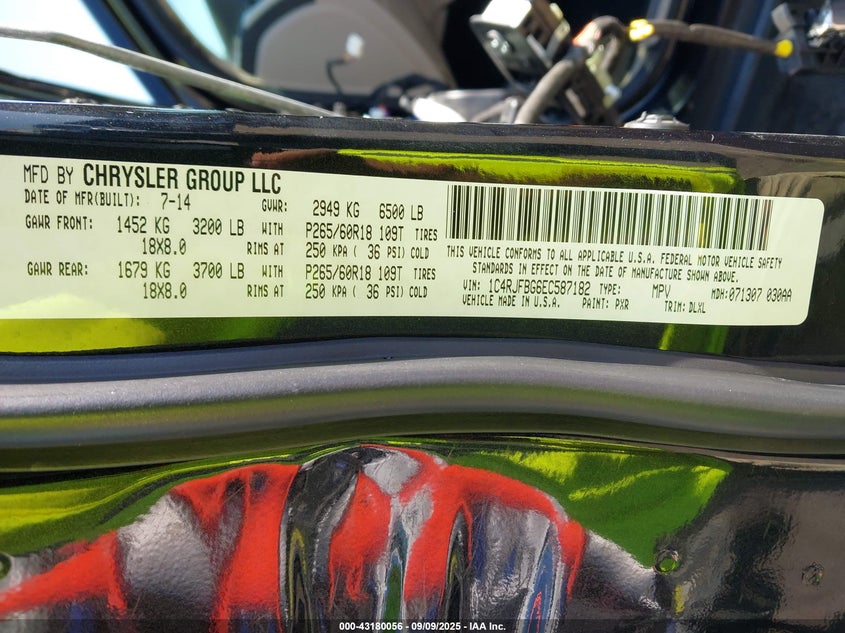 MFD BY CHRYSLER GROUP LLC
DATE OF MFR(BUILT): 7-14 GVWR: 2949 KG 6500 LB
GAWR FRONT: 1452 KG 3200 LB WITH P265/60R18 109T TIRES
18X8.0 RIMS AT 250 KPA ( 36 PSI) COLD
GAWR REAR: 1679 KG 3700 LB WITH P265/60R18 109T TIRES
18X8.0 RIMS AT 250 KPA ( 36 PSI) COLD
THIS VEHICLE CONFORMS TO ALL APPLICABLE U.S.A. FEDERAL MOTOR VEHICLE SAFETY
STANDARDS IN EFFECT ON THE DATE OF MANUFACTURE SHOWN ABOVE.
VIN: 1C4RJFBG6EC587182 TYPE: MPV MDH:071307 030AA
VEHICLE MADE IN U.S.A. PAINT: PXR TRIM: DLXL
000-43180056 - 09/09/2025 - IAA Inc.